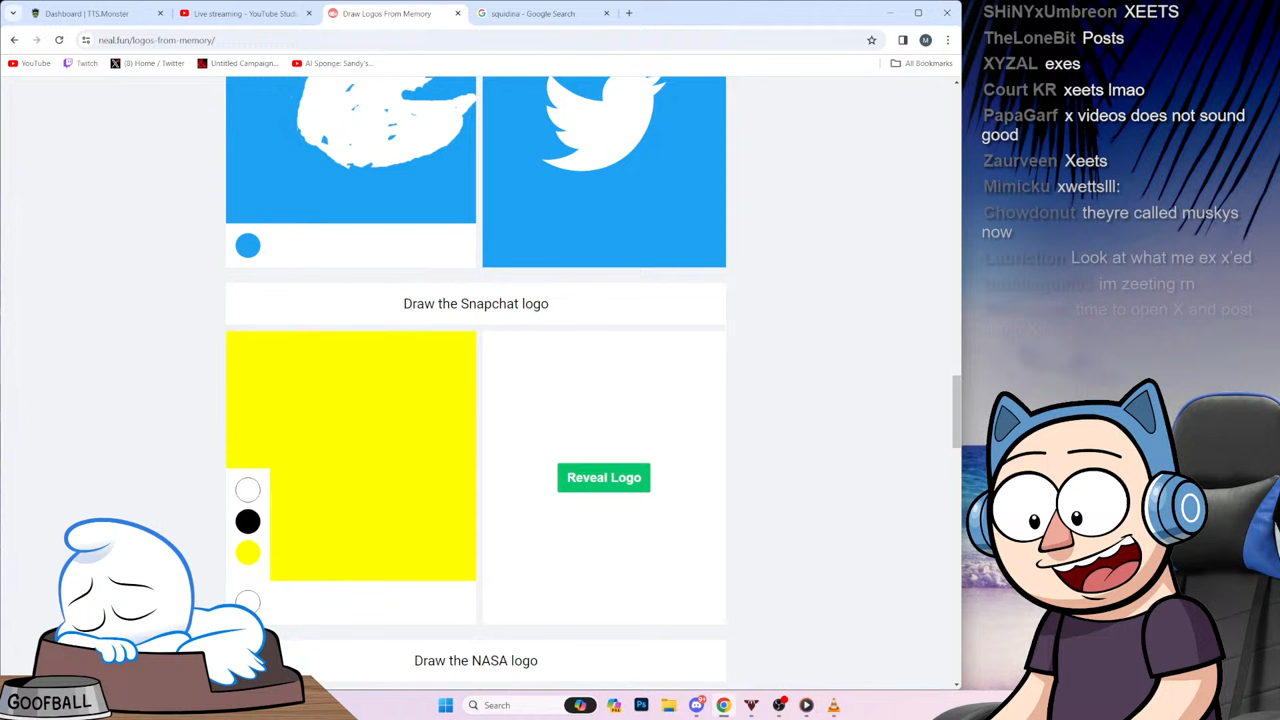 Dashboard | TTS.Monster
Live streaming - YouTube Studi
Draw Logos From Memory
squidina - Google Search
neal.fun/logos-from-memory/
M
YouTube
Twitch
(8) Home / Twitter
Untitled Campaign...
AI Sponge: Sandy's...
All Bookmarks
Draw the Snapchat logo
Reveal Logo
Draw the NASA logo
GOOFBALL
Search
SHiNYxUmbreon XEETS
TheLoneBit Posts
XYZAL exes
Court KR xeets lmao
PapaGarf x videos does not sound
good
Zaurveen Xeets
Mimicku xwettslll:
Chowdonut theyre called muskys
now
Look at what me ex x'ed
im zeeting rn
time to open X and post